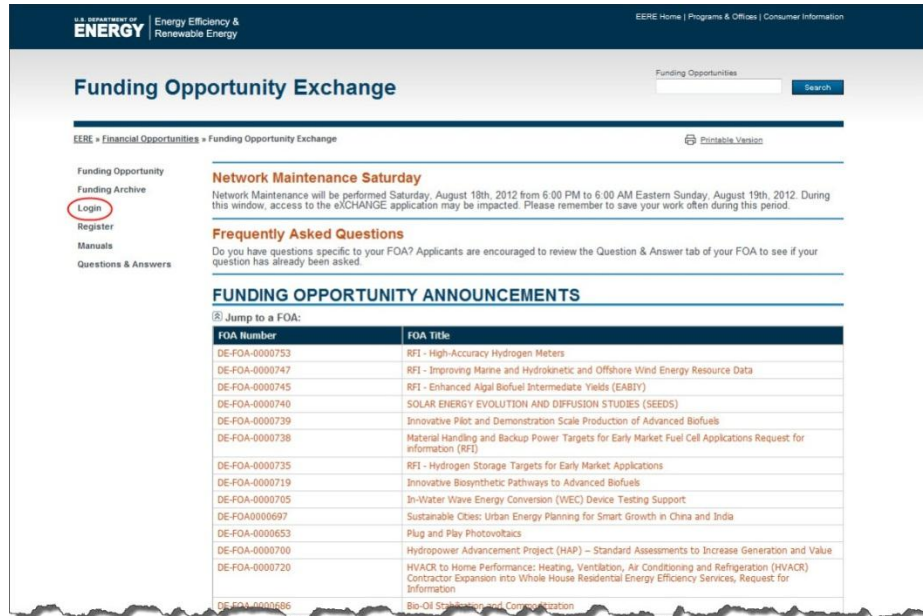 U.S. DEPARTMENT OF
ENERGY
Energy Efficiency &
Renewable Energy
EERE Home | Programs & Offices | Consumer Information
Funding Opportunity Exchange
Funding Opportunities
Search
EERE » Financial Opportunities » Funding Opportunity Exchange
Printable Version
Funding Opportunity
Funding Archive
Login
Register
Manuals
Questions & Answers
Network Maintenance Saturday
Network Maintenance will be performed Saturday, August 18th, 2012 from 6:00 PM to 6:00 AM Eastern Sunday, August 19th, 2012. During
this window, access to the eXCHANGE application may be impacted. Please remember to save your work often during this period.
Frequently Asked Questions
Do you have questions specific to your FOA? Applicants are encouraged to review the Question & Answer tab of your FOA to see if your
question has already been asked.
FUNDING OPPORTUNITY ANNOUNCEMENTS
Jump to a FOA:
FOA Number FOA Title
DE-FOA-0000753 RFI - High-Accuracy Hydrogen Meters
DE-FOA-0000747 RFI - Improving Marine and Hydrokinetic and Offshore Wind Energy Resource Data
DE-FOA-0000745 RFI - Enhanced Algal Biofuel Intermediate Yields (EABIY)
DE-FOA-0000740 SOLAR ENERGY EVOLUTION AND DIFFUSION STUDIES (SEEDS)
DE-FOA-0000739 Innovative Pilot and Demonstration Scale Production of Advanced Biofuels
DE-FOA-0000738 Material Handling and Backup Power Targets for Early Market Fuel Cell Applications Request for
information (RFI)
DE-FOA-0000735 RFI - Hydrogen Storage Targets for Early Market Applications
DE-FOA-0000719 Innovative Biosynthetic Pathways to Advanced Biofuels
DE-FOA-0000705 In-Water Wave Energy Conversion (WEC) Device Testing Support
DE-FOA0000697 Sustainable Cities: Urban Energy Planning for Smart Growth in China and India
DE-FOA-0000653 Plug and Play Photovoltaics
DE-FOA-0000700 Hydropower Advancement Project (HAP) – Standard Assessments to Increase Generation and Value
DE-FOA-0000720 HVACR to Home Performance: Heating, Ventilation, Air Conditioning and Refrigeration (HVACR)
Contractor Expansion into Whole House Residential Energy Efficiency Services, Request for
Information
DE-FOA-0000686 Bio-Oil Stabilization and Commoditization